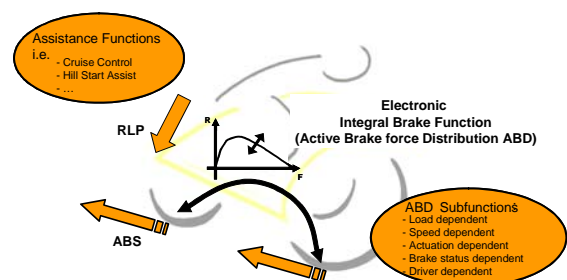 Assistance Functions
i.e.
- Cruise Control
- Hill Start Assist
- ...
RLP
R
F
Electronic
Integral Brake Function
(Active Brake force Distribution ABD)
ABS
ABD Subfunctions
- Load dependent
- Speed dependent
- Actuation dependent
- Brake status dependent
- Driver dependent